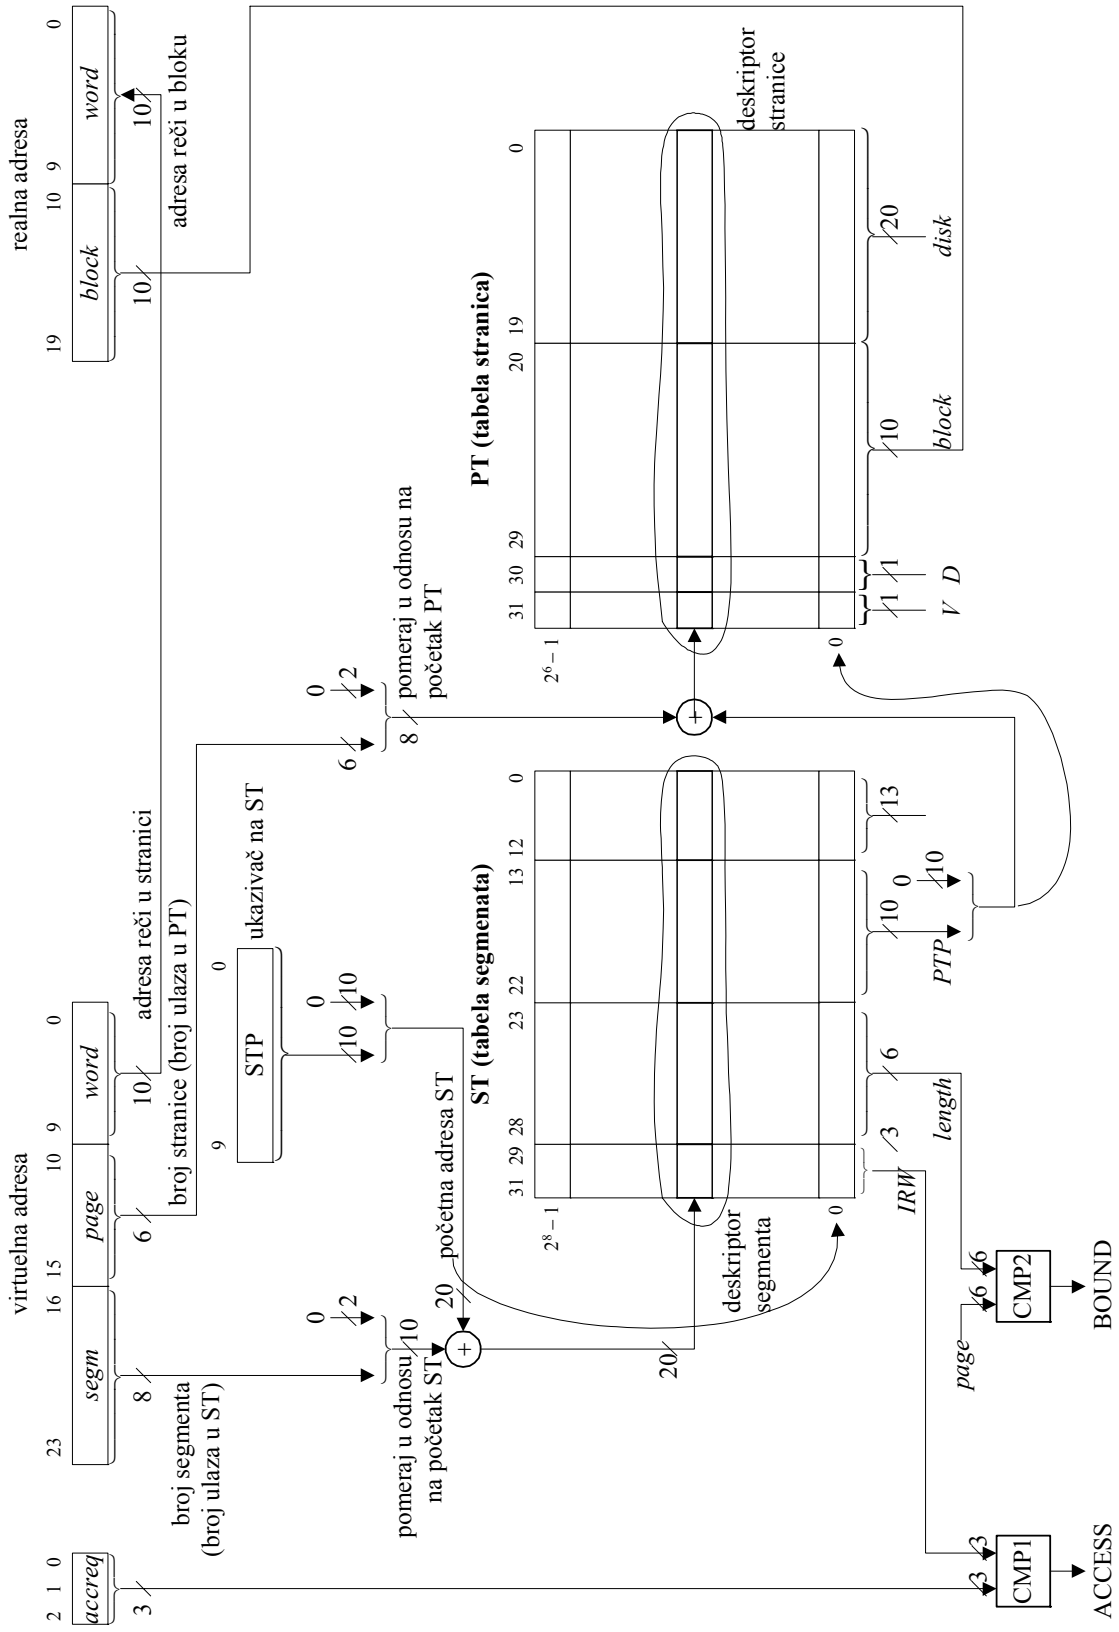 virtuelna adresa
realna adresa
2 1 0
accreq
3
23 16 15 10 9 0
segm page word
8
6
10
broj segmenta
(broj ulaza u ST)
broj stranice (broj ulaza u PT)
adresa reči u stranici
19 10 9 0
block word
10
10
adresa reči u bloku
9 0
STP
ukazivač na ST
0
2
10
0
10
6
0
2
pomeraj u odnosu
na početak ST
10
20
početna adresa ST
8
pomeraj u odnosu na
početak PT
+
20
+
ST (tabela segmenata)
31 29 28 23 22 13 12 0
2⁸ – 1
0
deskriptor
segmenta
IRW
3
length
6
PTP
10
0
10
13
PT (tabela stranica)
31 30 29 20 19 0
2⁶ – 1
0
deskriptor
stranice
V
1
D
1
block
10
disk
20
3
3
CMP1
ACCESS
page
6
6
CMP2
BOUND